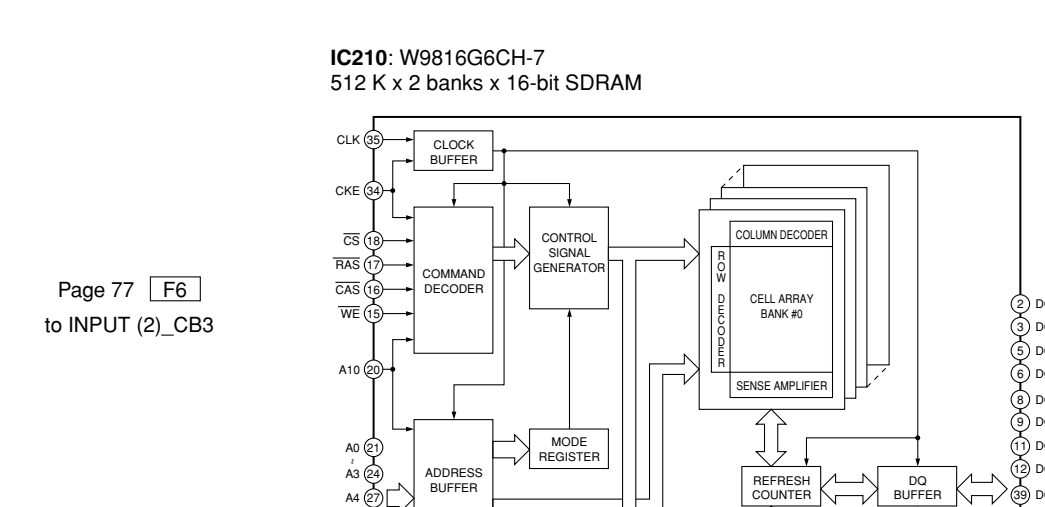 IC210: W9816G6CH-7
512 K x 2 banks x 16-bit SDRAM
CLK 35
CLOCK
BUFFER
CKE 34
CS 18
RAS 17
CAS 16
WE 15
COMMAND
DECODER
CONTROL
SIGNAL
GENERATOR
COLUMN DECODER
ROW DECODER
CELL ARRAY
BANK #0
SENSE AMPLIFIER
Page 77 F6
to INPUT (2)_CB3
A10 20
A0 21
~
A3 24
A4 27
ADDRESS
BUFFER
MODE
REGISTER
REFRESH
COUNTER
DQ
BUFFER
2
3
5
6
8
9
11
12
39